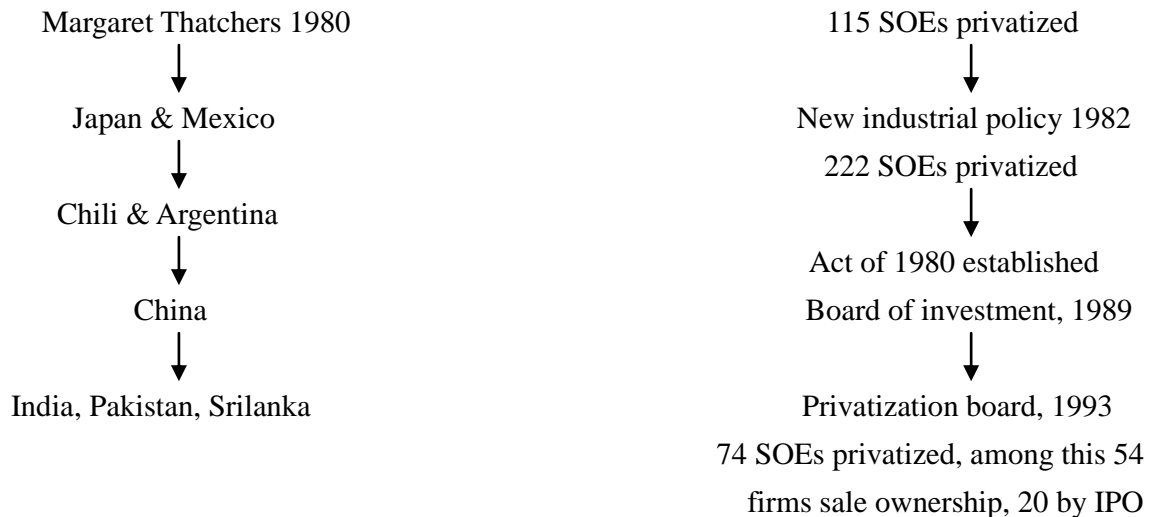 Margaret Thatchers 1980
Japan & Mexico
Chili & Argentina
China
India, Pakistan, Srilanka
115 SOEs privatized
New industrial policy 1982
222 SOEs privatized
Act of 1980 established
Board of investment, 1989
Privatization board, 1993
74 SOEs privatized, among this 54
firms sale ownership, 20 by IPO